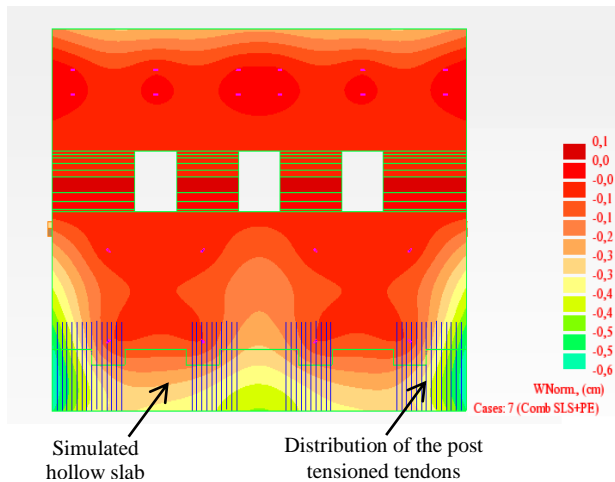 0,1
0,0
-0,0
-0,1
-0,1
-0,2
-0,3
-0,3
-0,4
-0,5
-0,5
-0,6
WNorm., (cm)
Cases: 7 (Comb SLS+PE)
Simulated
hollow slab
Distribution of the post
tensioned tendons